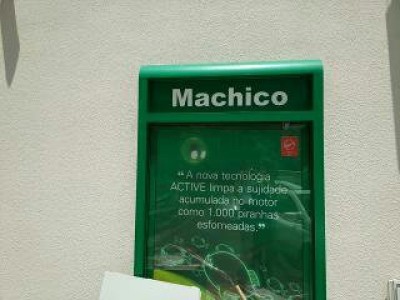 Machico
“A nova tecnologia
ACTIVE limpa a sujidade
acumulada no motor
como 1.000 piranhas
esfomeadas.”